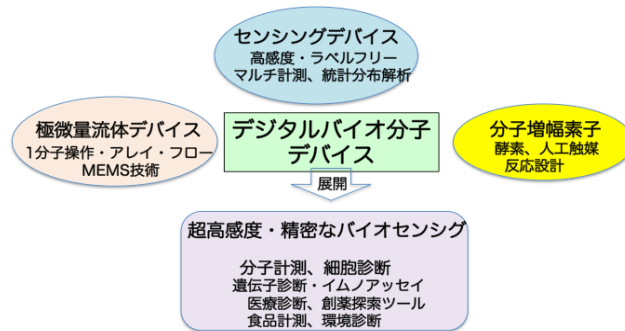 センシングデバイス
高感度・ラベルフリー
マルチ計測、統計分布解析
極微量流体デバイス
1分子操作・アレイ・フロー
MEMS技術
デジタルバイオ分子
デバイス
分子増幅素子
酵素、人工触媒
反応設計
展開
超高感度・精密なバイオセンシグ
分子計測、細胞診断
遺伝子診断・イムノアッセイ
医療診断、創薬探索ツール
食品計測、環境診断